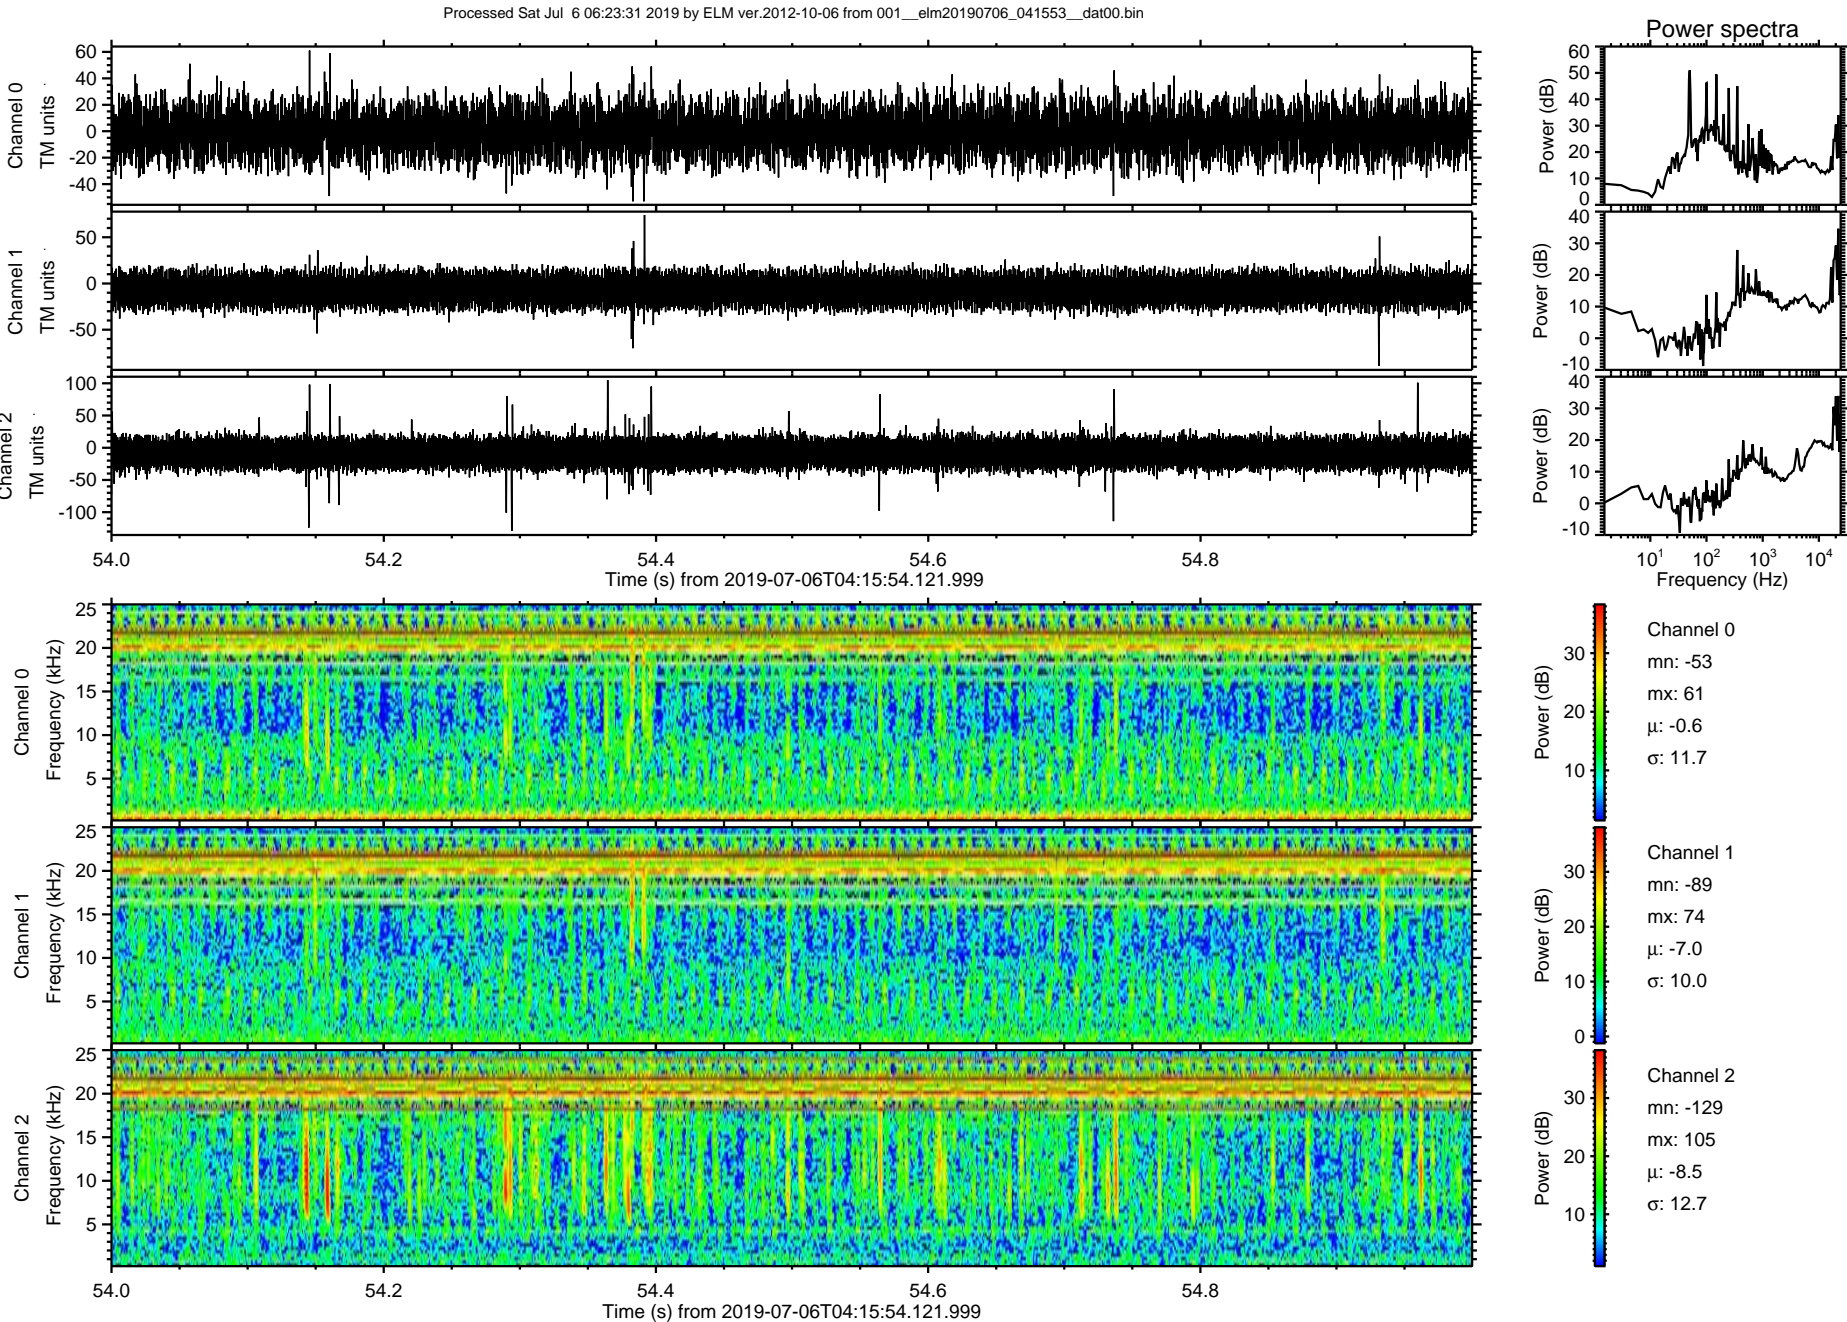 Processed Sat Jul 6 06:23:31 2019 by ELM ver.2012-10-06 from 001__elm20190706_041553__dat00.bin
Power spectra
Channel 0
TM units
60
40
20
0
-20
-40
Power (dB)
60
50
40
30
20
10
0
Channel 1
TM units
50
0
-50
Power (dB)
40
30
20
10
0
-10
Channel 2
TM units
100
50
0
-50
-100
Power (dB)
40
30
20
10
0
-10
54.0 54.2 54.4 54.6 54.8
Time (s) from 2019-07-06T04:15:54.121.999
10^1 10^2 10^3 10^4
Frequency (Hz)
Channel 0
Frequency (kHz)
25
20
15
10
5
Power (dB)
30
20
10
Channel 0
mn: -53
mx: 61
μ: -0.6
σ: 11.7
Channel 1
Frequency (kHz)
25
20
15
10
5
Power (dB)
30
20
10
0
Channel 1
mn: -89
mx: 74
μ: -7.0
σ: 10.0
Channel 2
Frequency (kHz)
25
20
15
10
5
Power (dB)
30
20
10
Channel 2
mn: -129
mx: 105
μ: -8.5
σ: 12.7
54.0 54.2 54.4 54.6 54.8
Time (s) from 2019-07-06T04:15:54.121.999